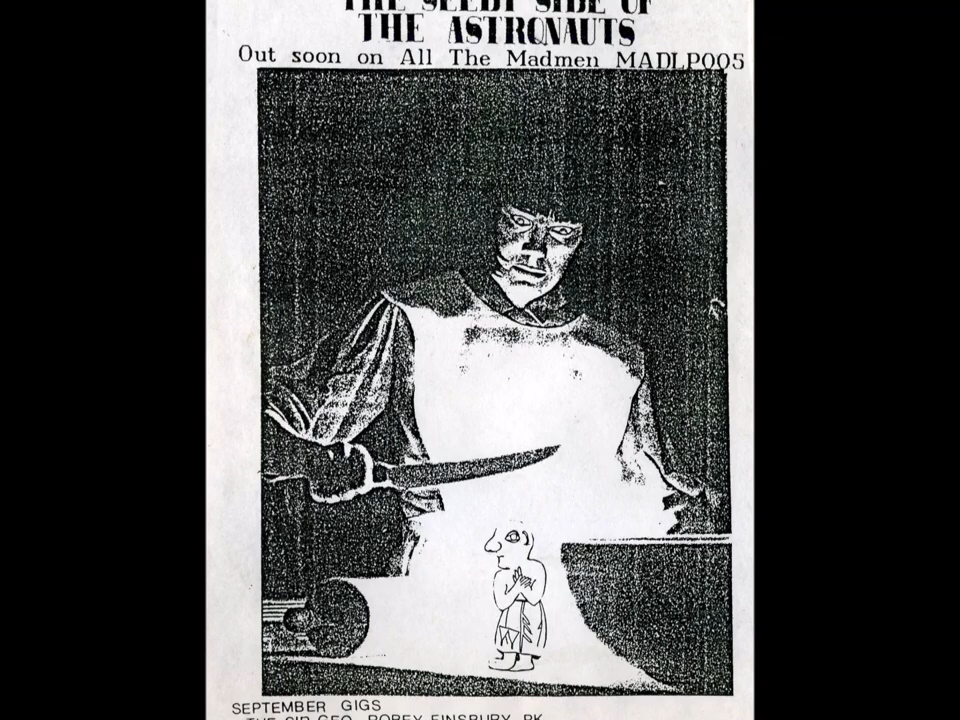 THE SEEDY SIDE OF
THE ASTRONAUTS
Out soon on All The Madmen MADLP005
SEPTEMBER GIGS
THE SIR GEO. ROBEY FINSBURY PK